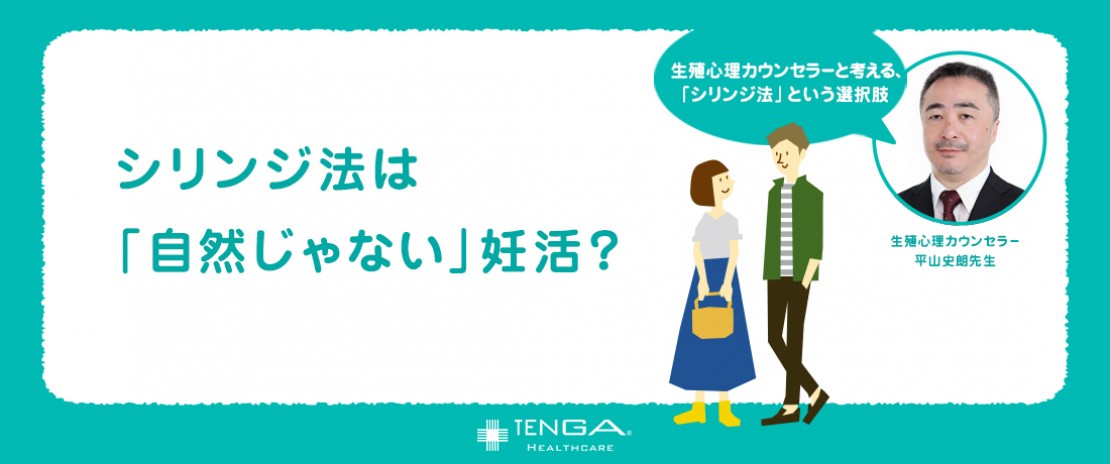 生殖心理カウンセラーと考える、
「シリンジ法」という選択肢
シリンジ法は
「自然じゃない」妊活？
生殖心理カウンセラー
平山史朗先生
TENGA®
HEALTHCARE